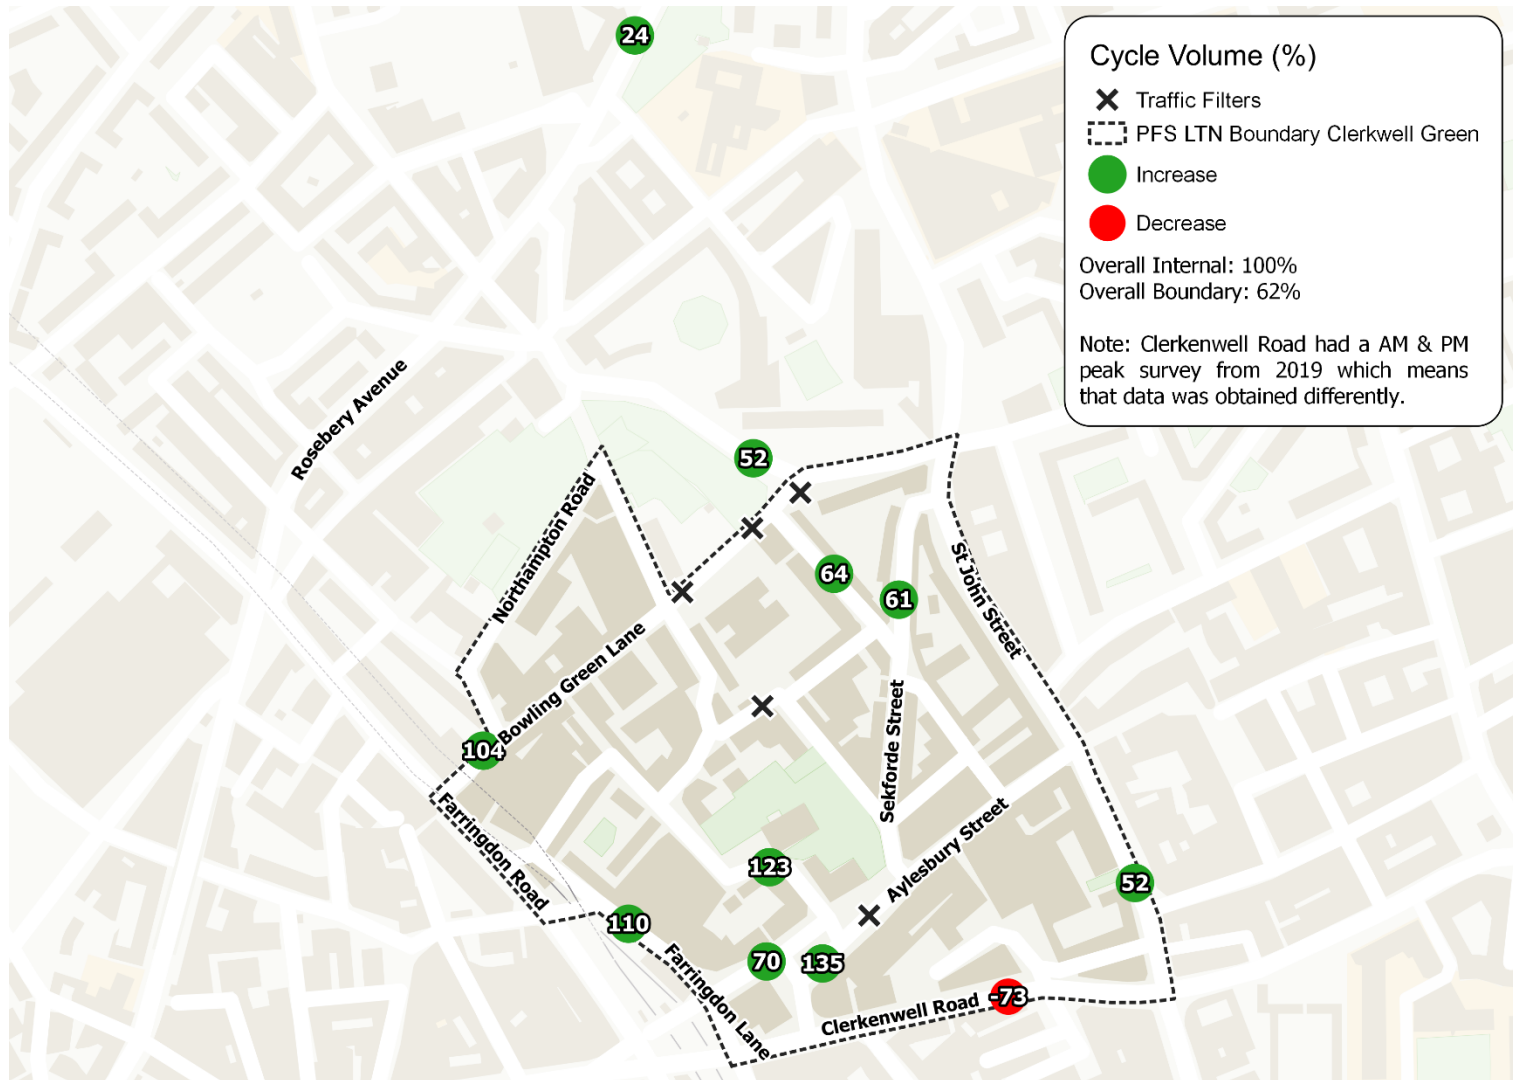 24
Cycle Volume (%)
Traffic Filters
PFS LTN Boundary Clerkwell Green
Increase
Decrease
Overall Internal: 100%
Overall Boundary: 62%
Note: Clerkenwell Road had a AM & PM
peak survey from 2019 which means
that data was obtained differently.
Rosebery Avenue
52
Northampton Road
64
61
St John Street
Bowling Green Lane
104
Sekforde Street
Farringdon Road
Aylesbury Street
123
52
110
70
135
Farringdon Lane
Clerkenwell Road
-73